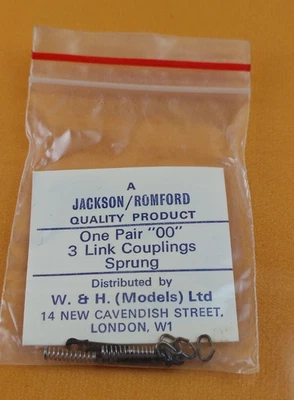 A
JACKSON/ROMFORD
QUALITY PRODUCT
One Pair "00"
3 Link Couplings
Sprung
Distributed by
W. & H. (Models) Ltd
14 NEW CAVENDISH STREET,
LONDON, W1